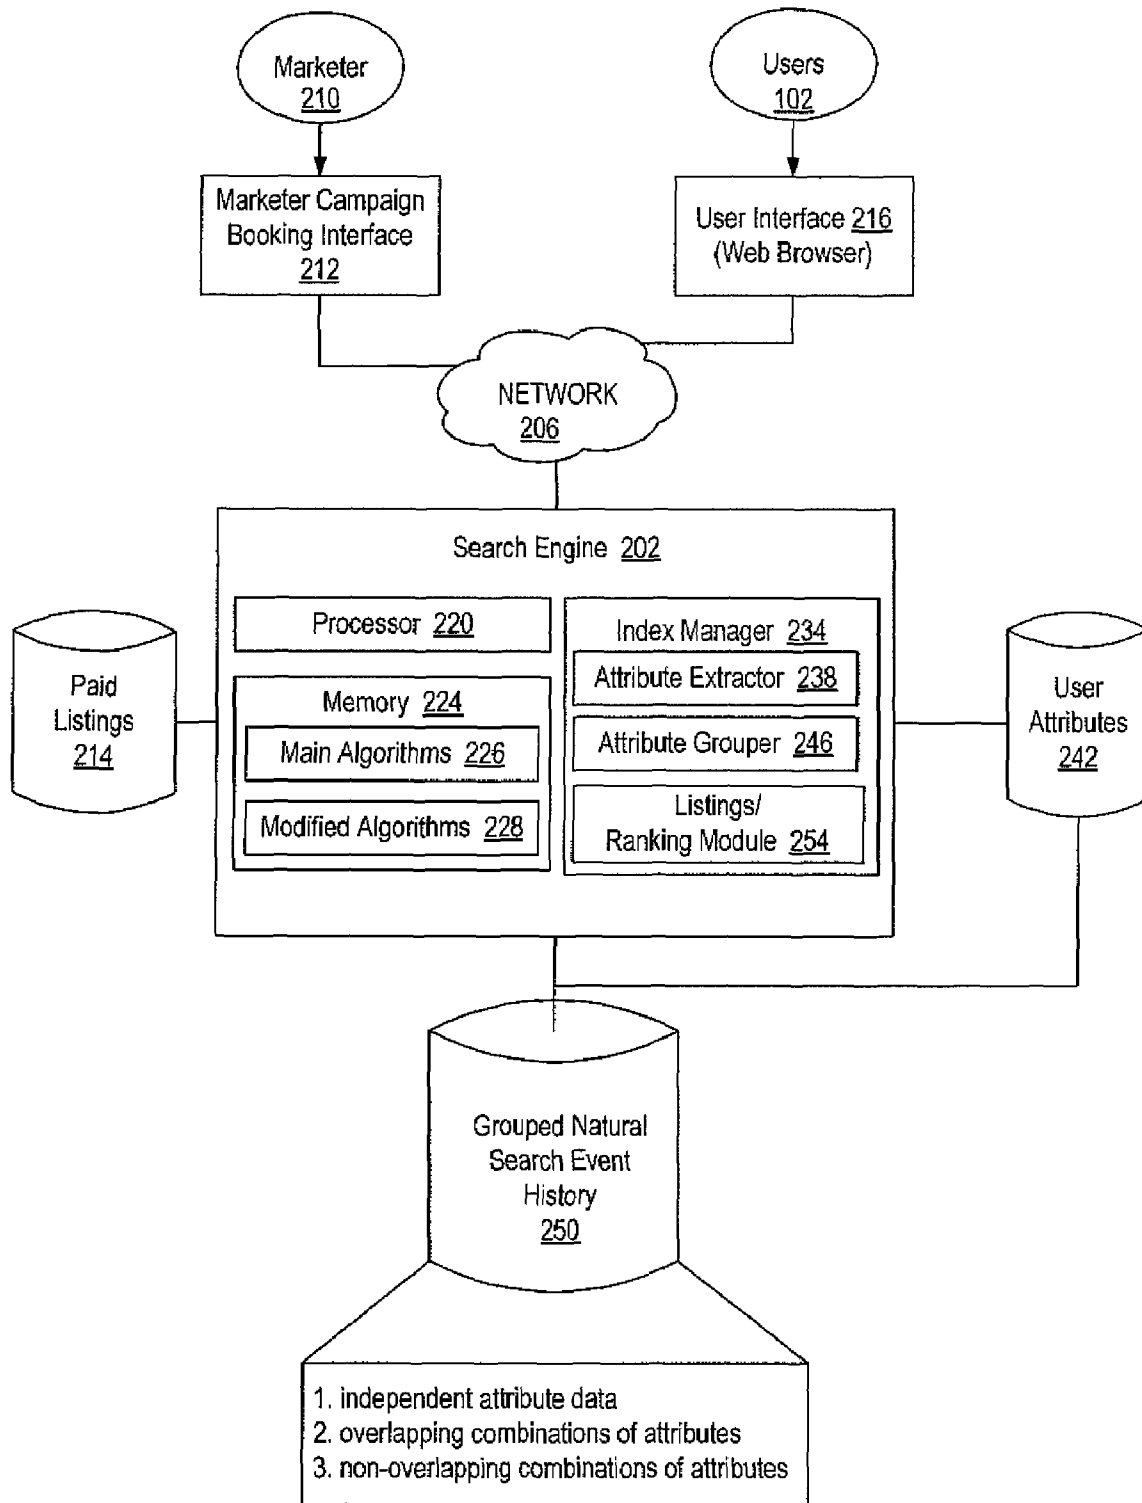 Marketer
210
Users
102
Marketer Campaign
Booking Interface
212
User Interface 216
(Web Browser)
NETWORK
206
Search Engine 202
Processor 220
Memory 224
Main Algorithms 226
Modified Algorithms 228
Index Manager 234
Attribute Extractor 238
Attribute Grouper 246
Listings/
Ranking Module 254
Paid
Listings
214
User
Attributes
242
Grouped Natural
Search Event
History
250
1. independent attribute data
2. overlapping combinations of attributes
3. non-overlapping combinations of attributes